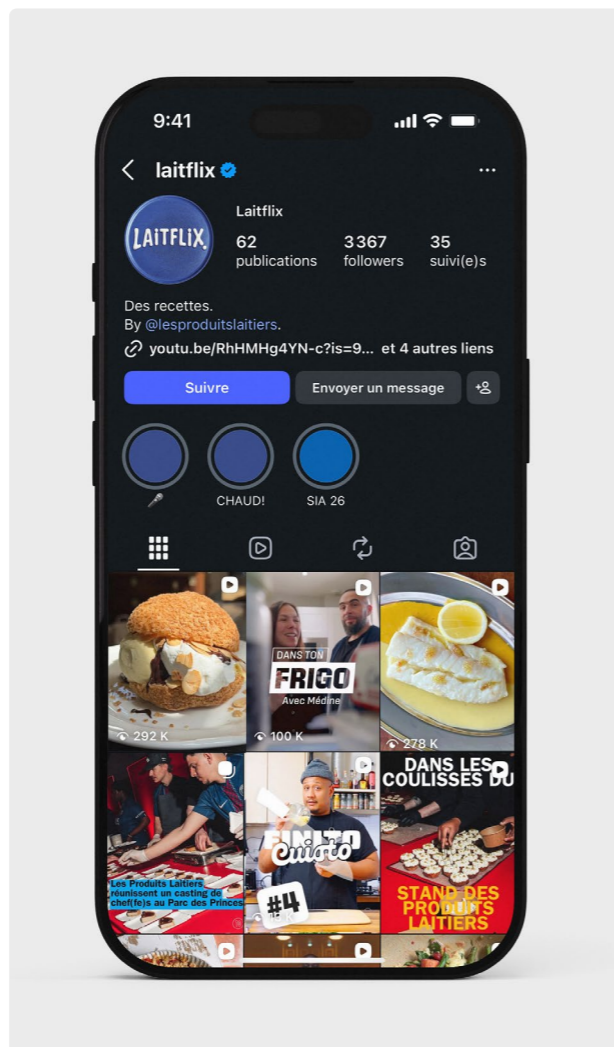 9:41
laitflix
LAiTFLiX
Laitflix
62
publications
3 367
followers
35
suivi(e)s
Des recettes.
By @lesproduitslaitiers.
youtu.be/RhHMHg4YN-c?is=9... et 4 autres liens
Suivre
Envoyer un message
CHAUD!
SIA 26
292 K
DANS TON
FRIGO
Avec Médine
100 K
278 K
Les Produits Laitiers
réunissent un casting de
chef(fe)s au Parc des Princes
FINITO
Cuisto
#4
DANS LES
COULISSES DU
STAND DES
PRODUITS
LAITIERS